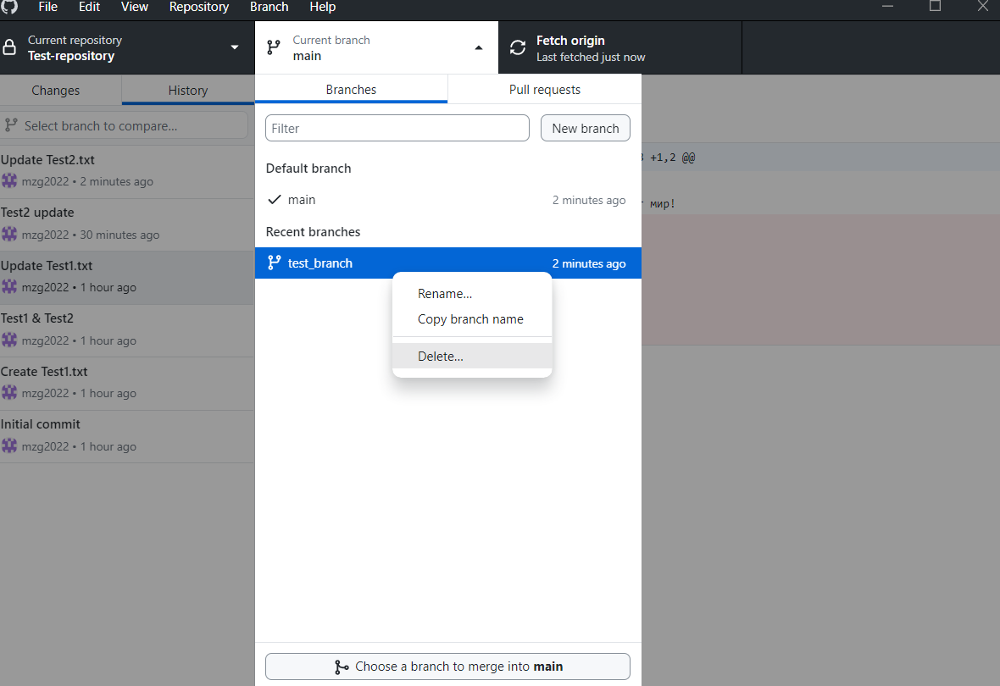 File Edit View Repository Branch Help
Current repository
Test-repository
Current branch
main
Fetch origin
Last fetched just now
Changes History
Branches Pull requests
Select branch to compare...
Filter New branch
Update Test2.txt
mzg2022 • 2 minutes ago
Test2 update
mzg2022 • 30 minutes ago
Update Test1.txt
mzg2022 • 1 hour ago
Test1 & Test2
mzg2022 • 1 hour ago
Create Test1.txt
mzg2022 • 1 hour ago
Initial commit
mzg2022 • 1 hour ago
Default branch
main 2 minutes ago
Recent branches
test_branch 2 minutes ago
Rename...
Copy branch name
Delete...
Choose a branch to merge into main
+1,2 @@
мир!